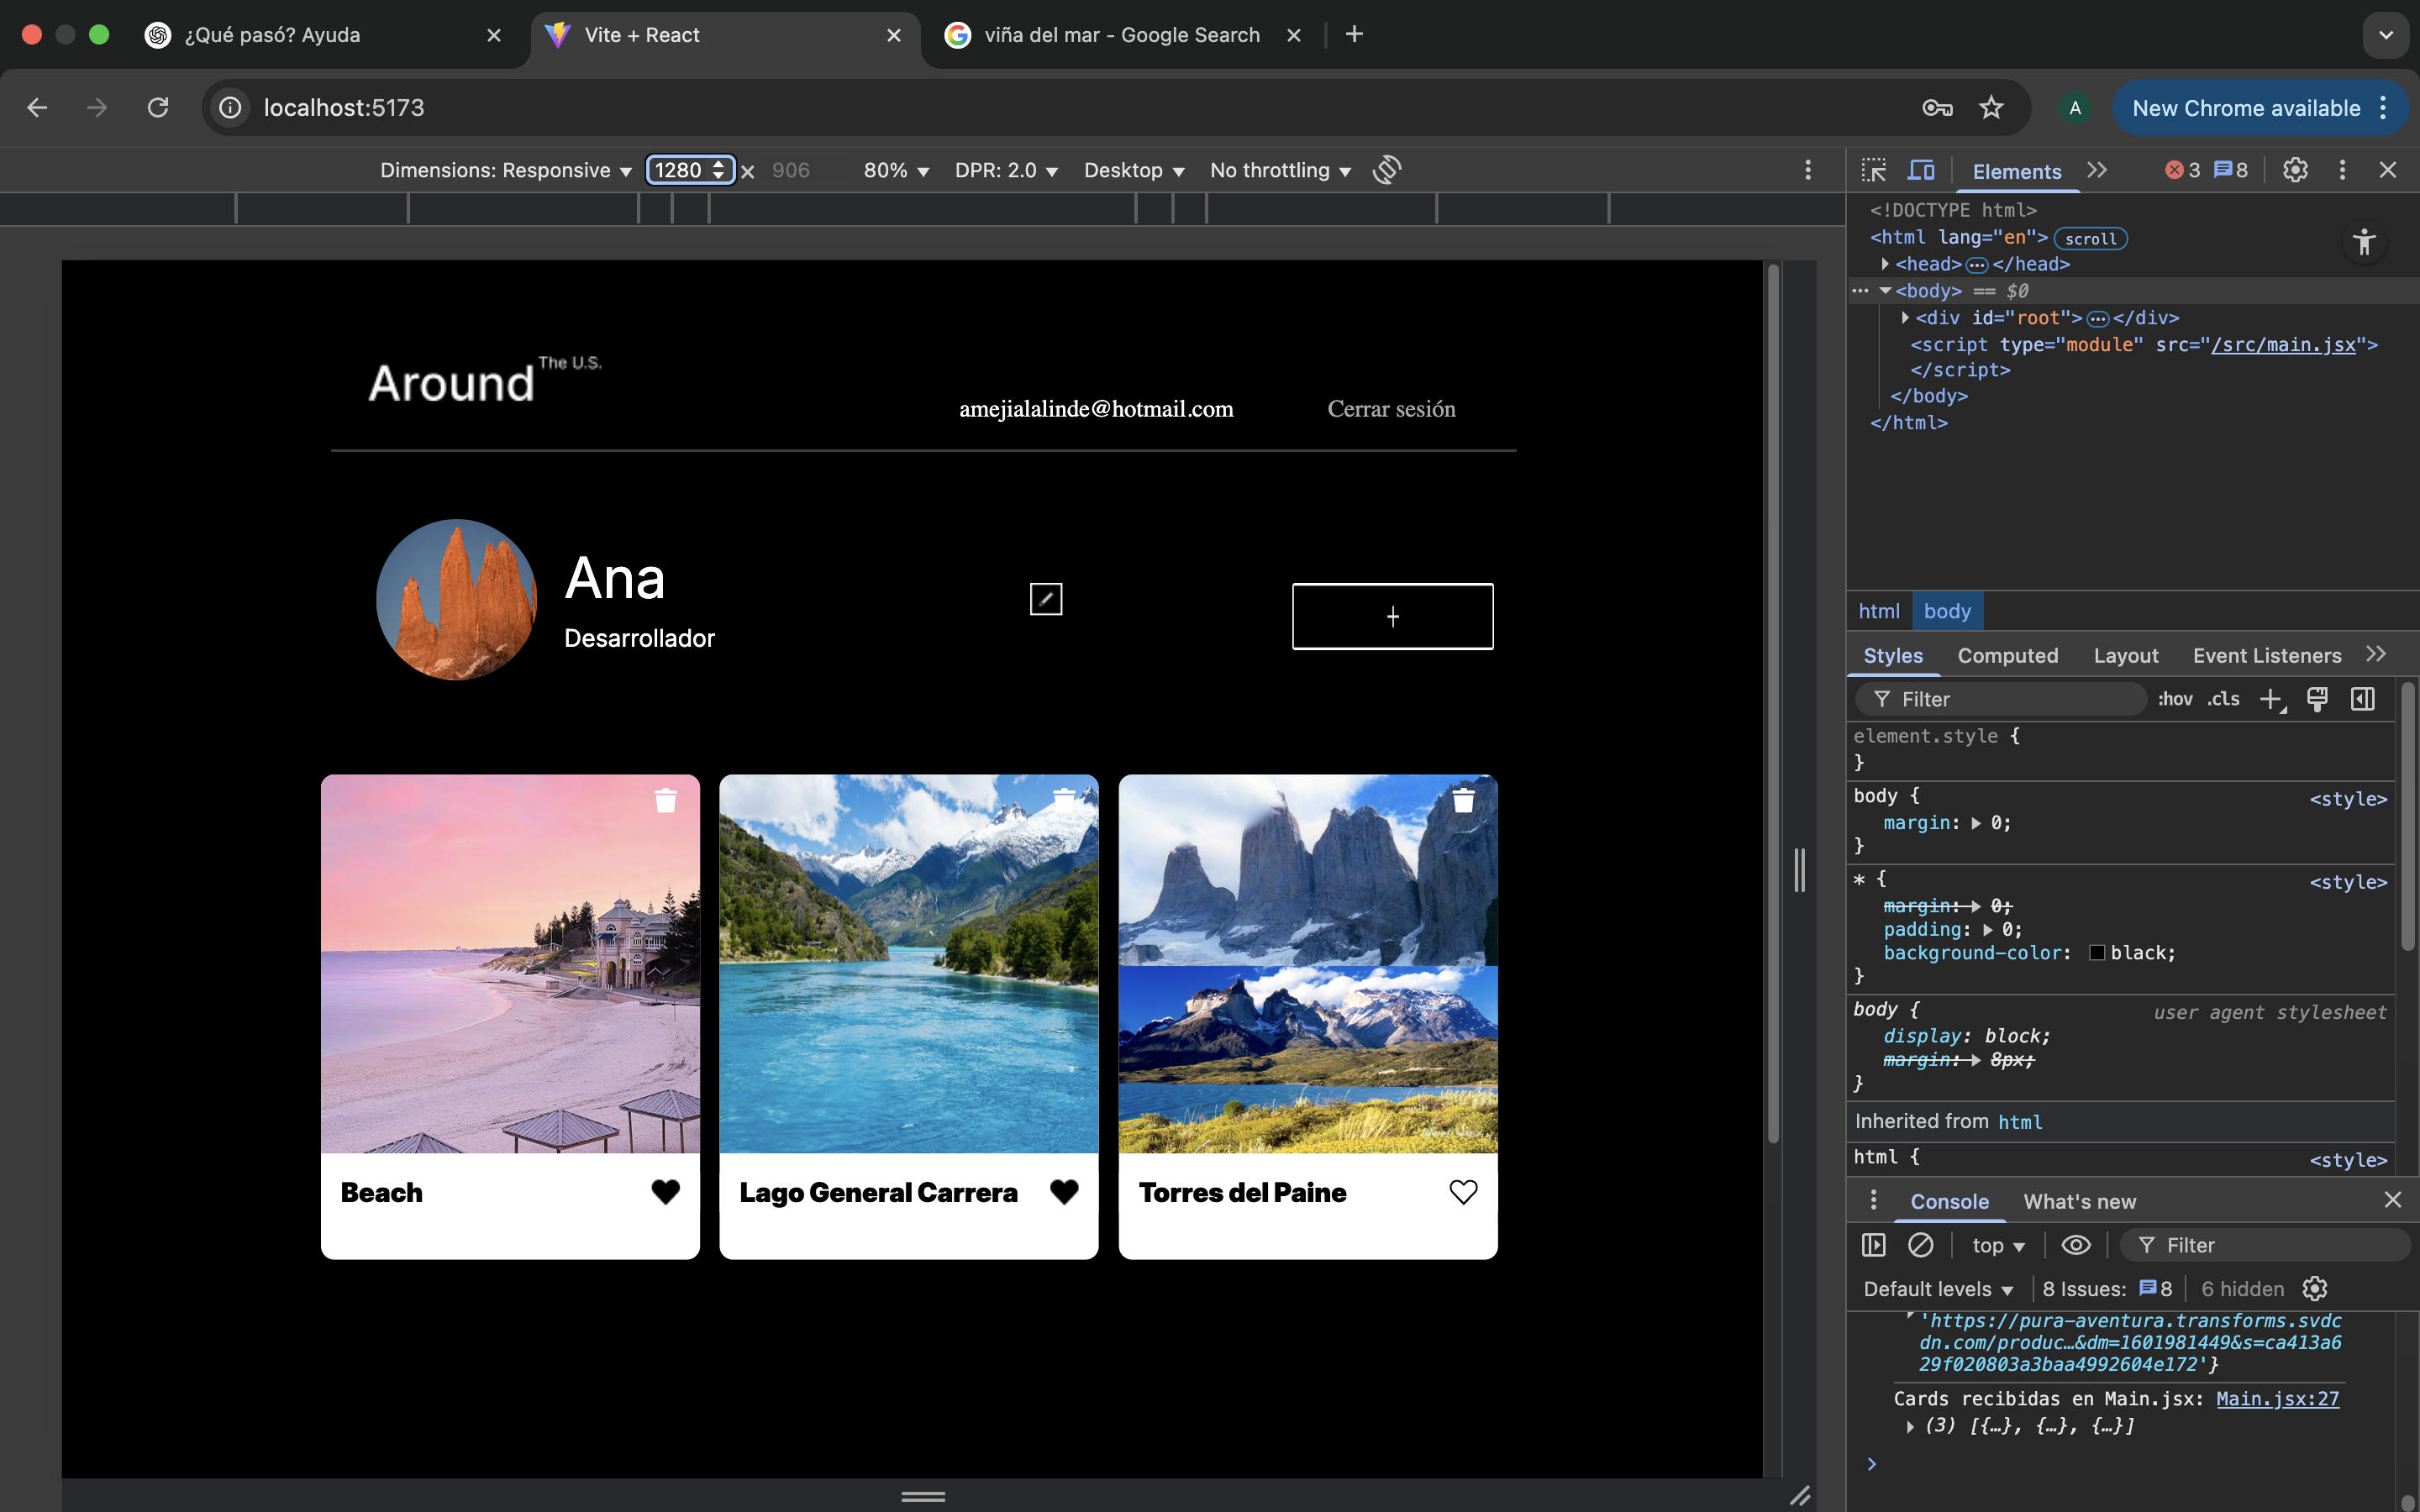 ¿Qué pasó? Ayuda
Vite + React
viña del mar - Google Search
localhost:5173
A
New Chrome available
Dimensions: Responsive 1280 × 906 80% DPR: 2.0 Desktop No throttling
Elements 3 8
<!DOCTYPE html>
<html lang="en"> scroll
<head> ... </head>
... <body> == $0
<div id="root"> ... </div>
<script type="module" src="/src/main.jsx">
</script>
</body>
</html>
Around The U.S.
amejialalinde@hotmail.com Cerrar sesión
Ana
Desarrollador
+
Beach
Lago General Carrera
Torres del Paine
html body
Styles Computed Layout Event Listeners
Filter :hov .cls
element.style {
}
body { <style>
margin: 0;
}
* { <style>
margin: 0;
padding: 0;
background-color: black;
}
body { user agent stylesheet
display: block;
margin: 8px;
}
Inherited from html
html { <style>
Console What's new
top Filter
Default levels 8 Issues: 8 6 hidden
'https://pura-aventura.transforms.svdc
dn.com/produc…&dm=1601981449&s=ca413a6
29f020803a3baa4992604e172'}
Cards recibidas en Main.jsx: Main.jsx:27
(3) [{…}, {…}, {…}]